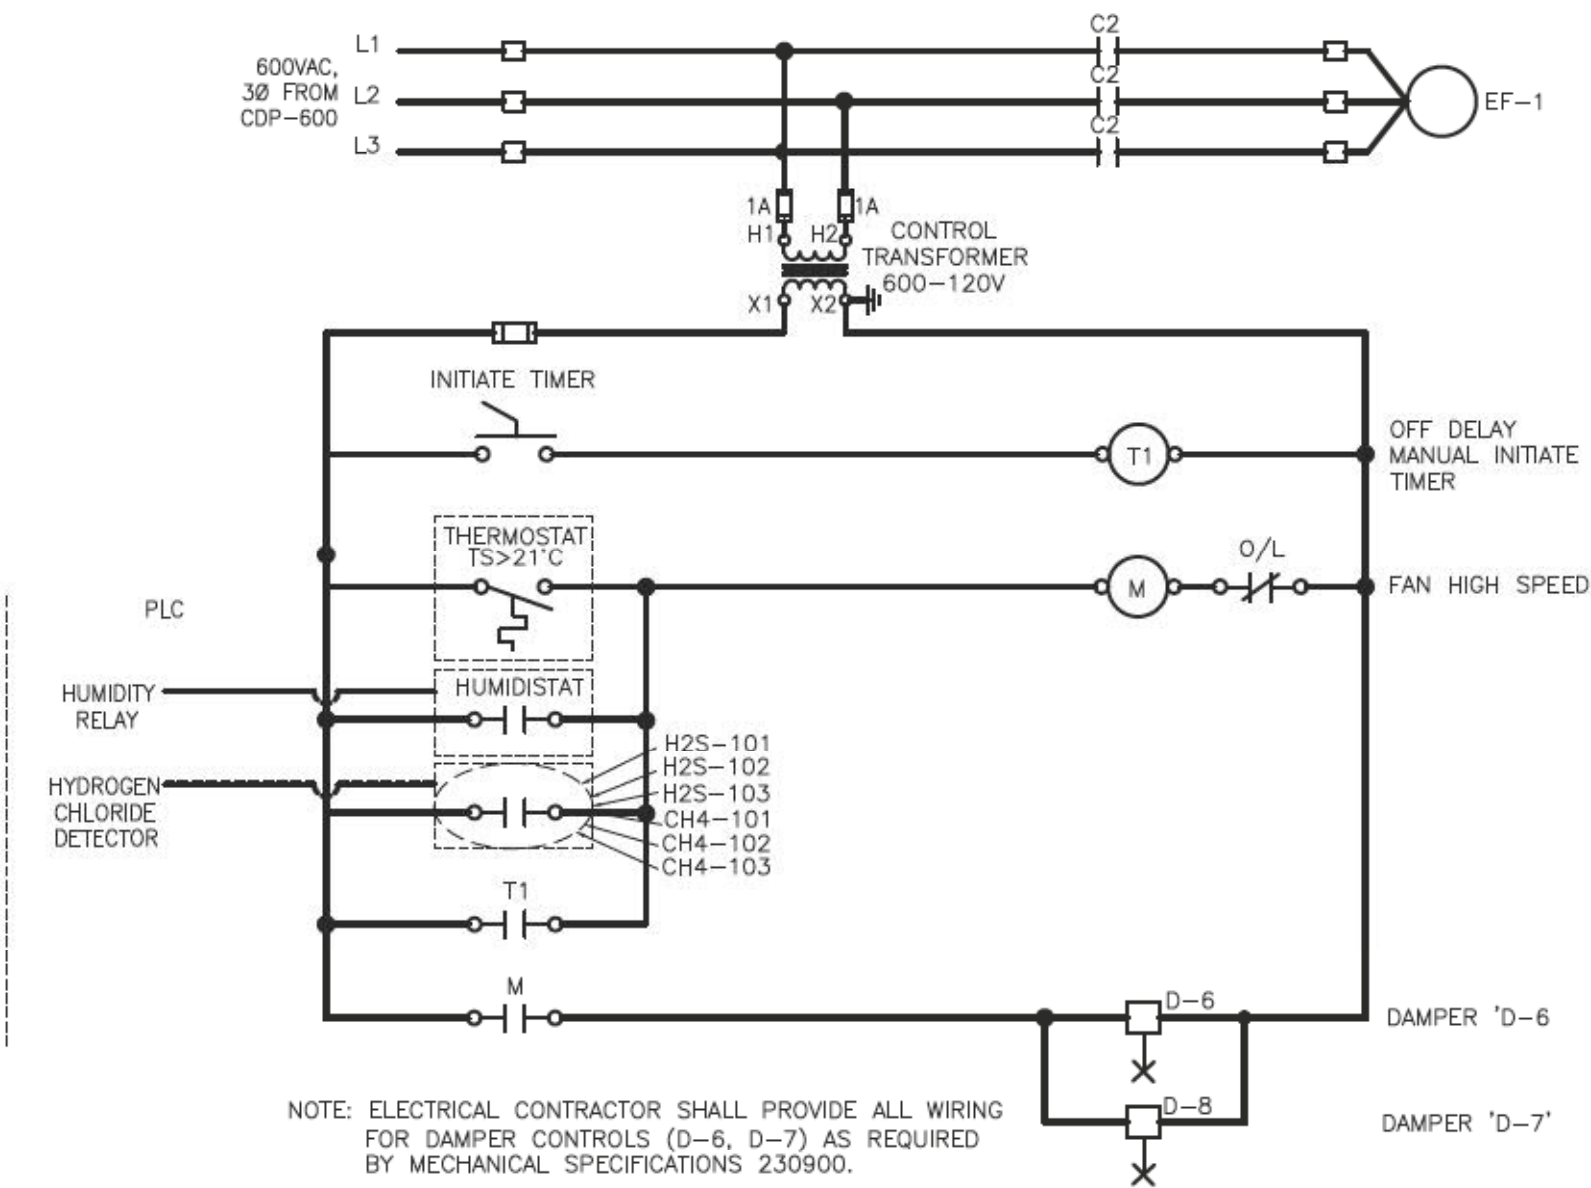 C2
L1
600VAC,
3Ø FROM
CDP-600
L2
C2
EF-1
C2
L3
1A
1A
H1
H2
CONTROL
TRANSFORMER
600-120V
X1
X2
INITIATE TIMER
T1
OFF DELAY
MANUAL INITIATE
TIMER
THERMOSTAT
TS>21°C
O/L
M
FAN HIGH SPEED
PLC
HUMIDITY
RELAY
HUMIDISTAT
H2S-101
H2S-102
H2S-103
CH4-101
CH4-102
CH4-103
HYDROGEN
CHLORIDE
DETECTOR
T1
M
D-6
DAMPER 'D-6
D-8
DAMPER 'D-7'
NOTE: ELECTRICAL CONTRACTOR SHALL PROVIDE ALL WIRING
FOR DAMPER CONTROLS (D-6, D-7) AS REQUIRED
BY MECHANICAL SPECIFICATIONS 230900.